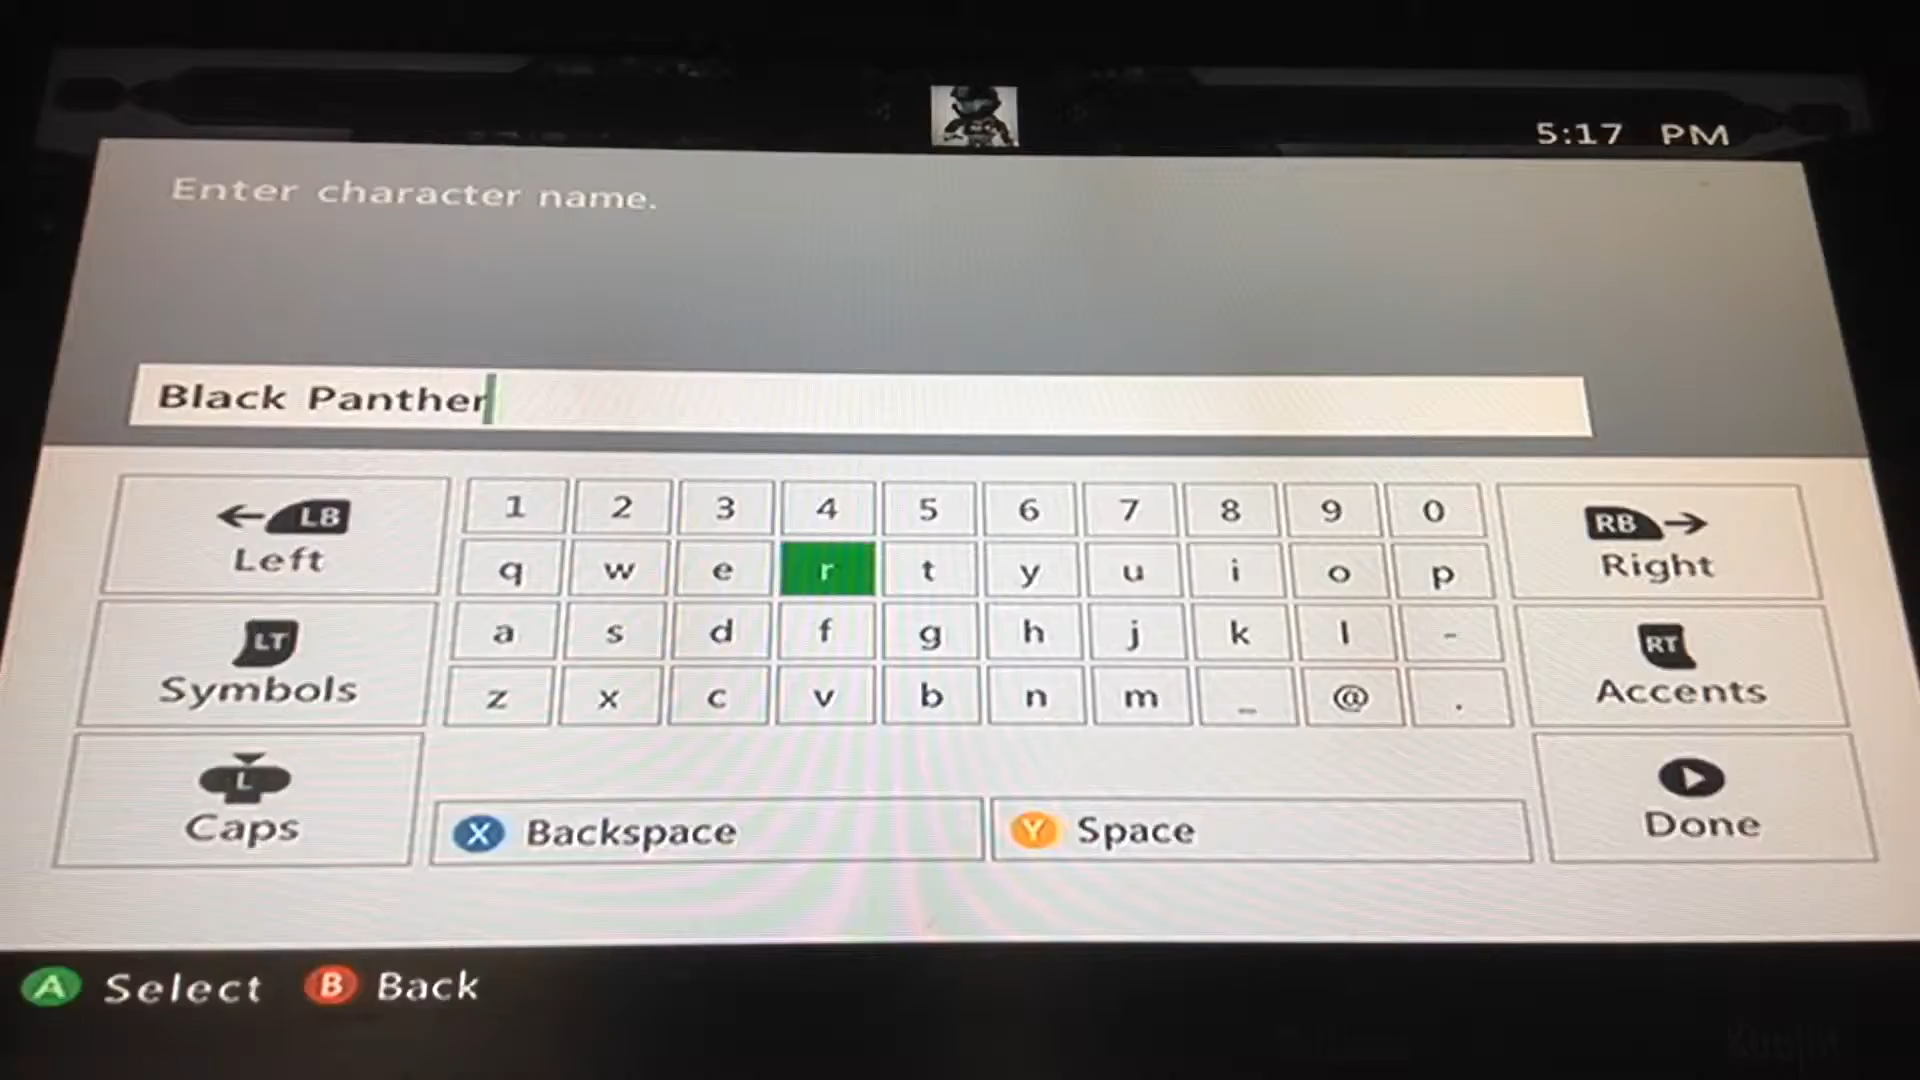 5:17 PM
Enter character name.
Black Panther
LB
Left
1 2 3 4 5 6 7 8 9 0
RB
Right
q w e r t y u i o p
LT
Symbols
a s d f g h j k l -
RT
Accents
z x c v b n m _ @ .
L
Caps
X Backspace
Y Space
Done
A Select B Back